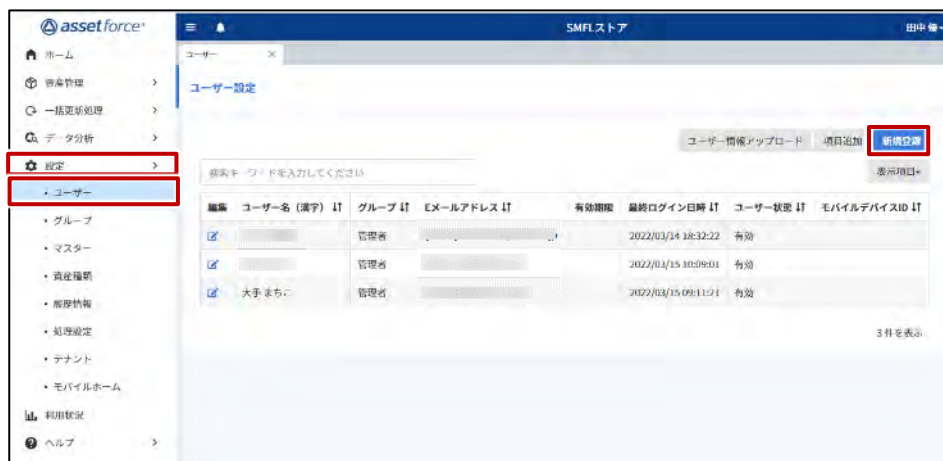 assetforce
SMFLストア
田中 優
ホーム
資産管理
一括更新処理
データ分析
設定
・ユーザー
・グループ
・マスター
・資産種類
・履歴情報
・処理設定
・テナント
・モバイルホーム
利用状況
ヘルプ
ユーザー ×
ユーザー設定
ユーザー情報アップロード 項目追加 新規登録
検索キーワードを入力してください 表示項目
編集 ユーザー名（漢字） グループ Eメールアドレス 有効期限 最終ログイン日時 ユーザー状態 モバイルデバイスID
管理者 2022/03/14 18:32:22 有効
管理者 2022/03/15 10:09:01 有効
大手 まちこ 管理者 2022/03/15 09:11:21 有効
3 件を表示